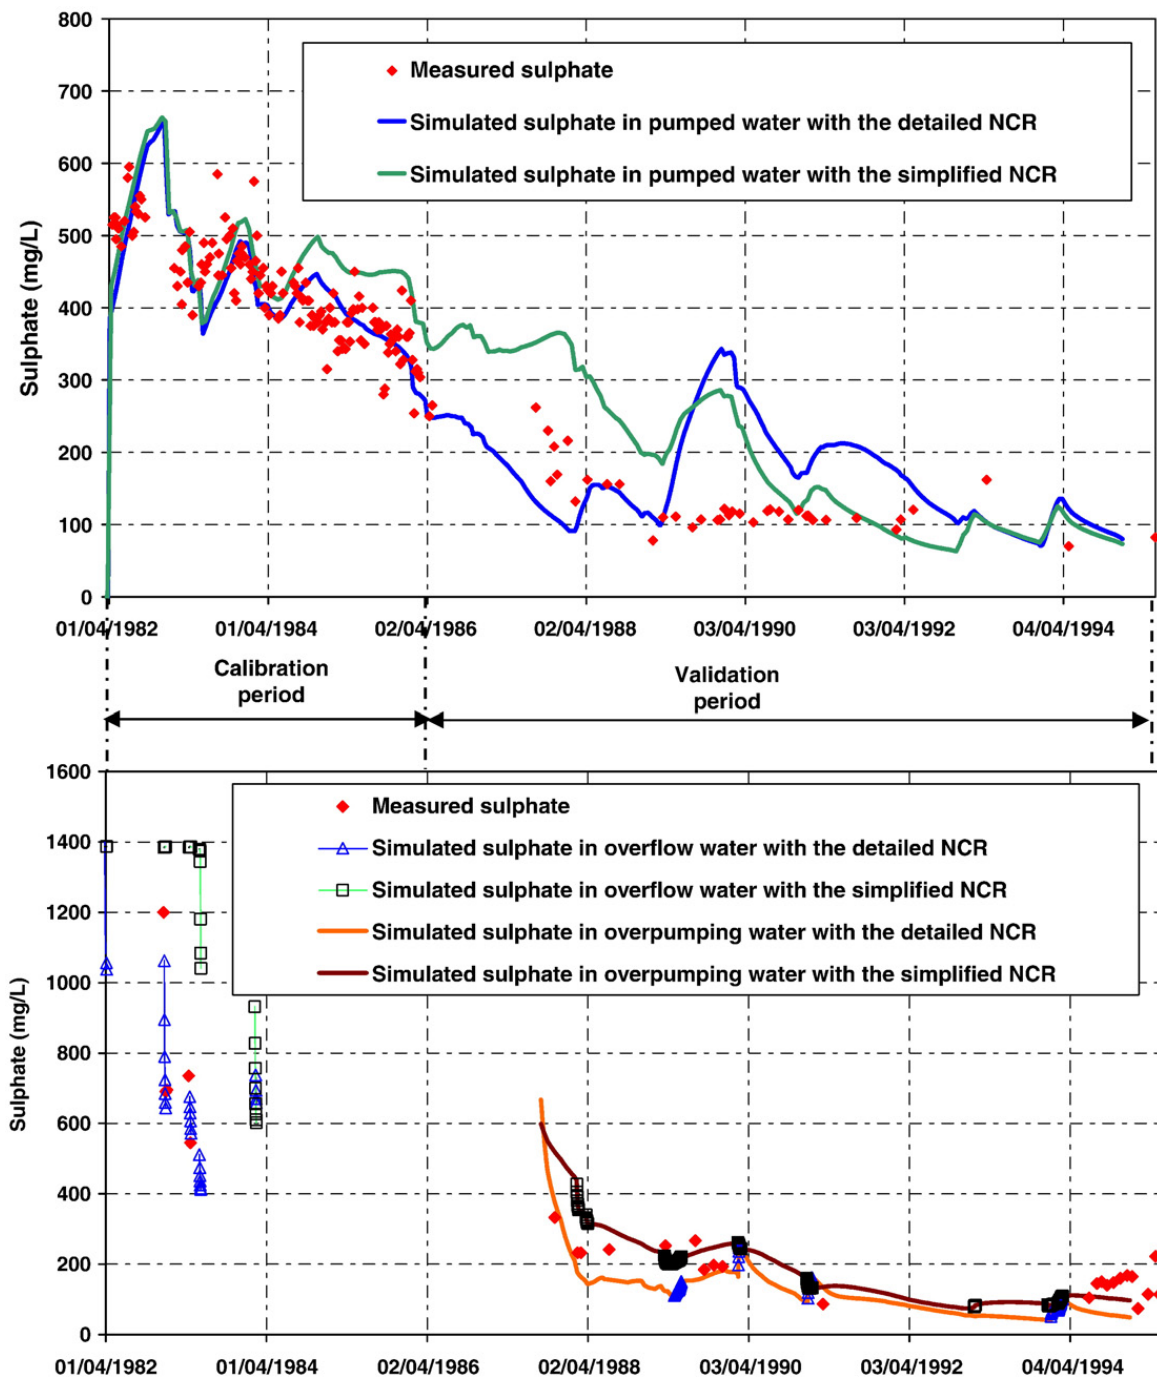 800
700
600
500
400
300
200
100
0
Sulphate (mg/L)
Measured sulphate
Simulated sulphate in pumped water with the detailed NCR
Simulated sulphate in pumped water with the simplified NCR
01/04/1982 01/04/1984 02/04/1986 02/04/1988 03/04/1990 03/04/1992 04/04/1994
Calibration
period
Validation
period
1600
1400
1200
1000
800
600
400
200
0
Sulphate (mg/L)
Measured sulphate
Simulated sulphate in overflow water with the detailed NCR
Simulated sulphate in overflow water with the simplified NCR
Simulated sulphate in overpumping water with the detailed NCR
Simulated sulphate in overpumping water with the simplified NCR
01/04/1982 01/04/1984 02/04/1986 02/04/1988 03/04/1990 03/04/1992 04/04/1994